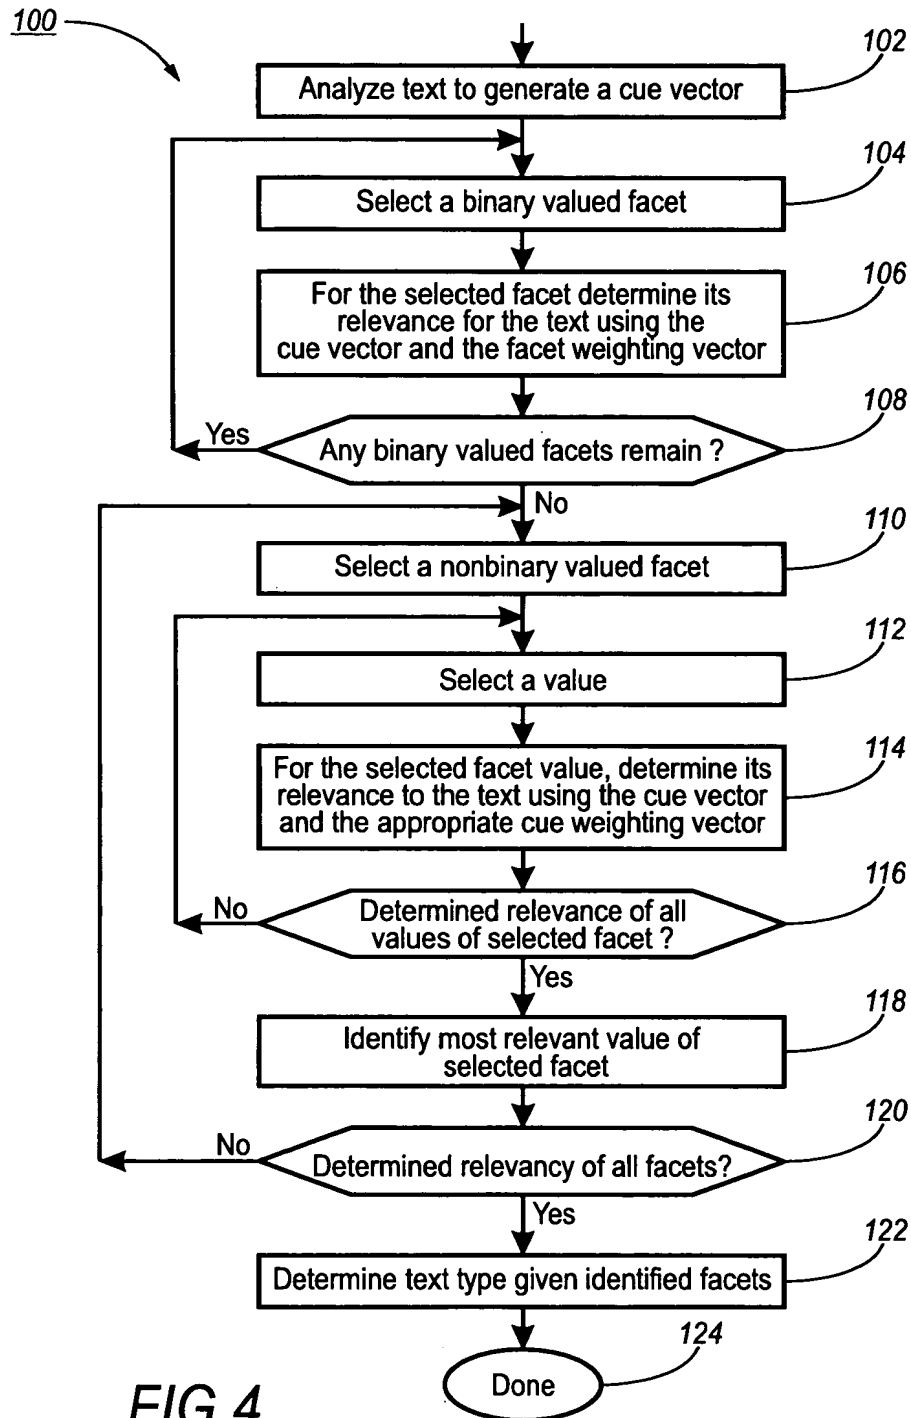 100
102
Analyze text to generate a cue vector
104
Select a binary valued facet
106
For the selected facet determine its
relevance for the text using the
cue vector and the facet weighting vector
108
Yes
Any binary valued facets remain ?
No
110
Select a nonbinary valued facet
112
Select a value
114
For the selected facet value, determine its
relevance to the text using the cue vector
and the appropriate cue weighting vector
116
No
Determined relevance of all
values of selected facet ?
Yes
118
Identify most relevant value of
selected facet
120
No
Determined relevancy of all facets?
Yes
122
Determine text type given identified facets
124
Done
FIG 4